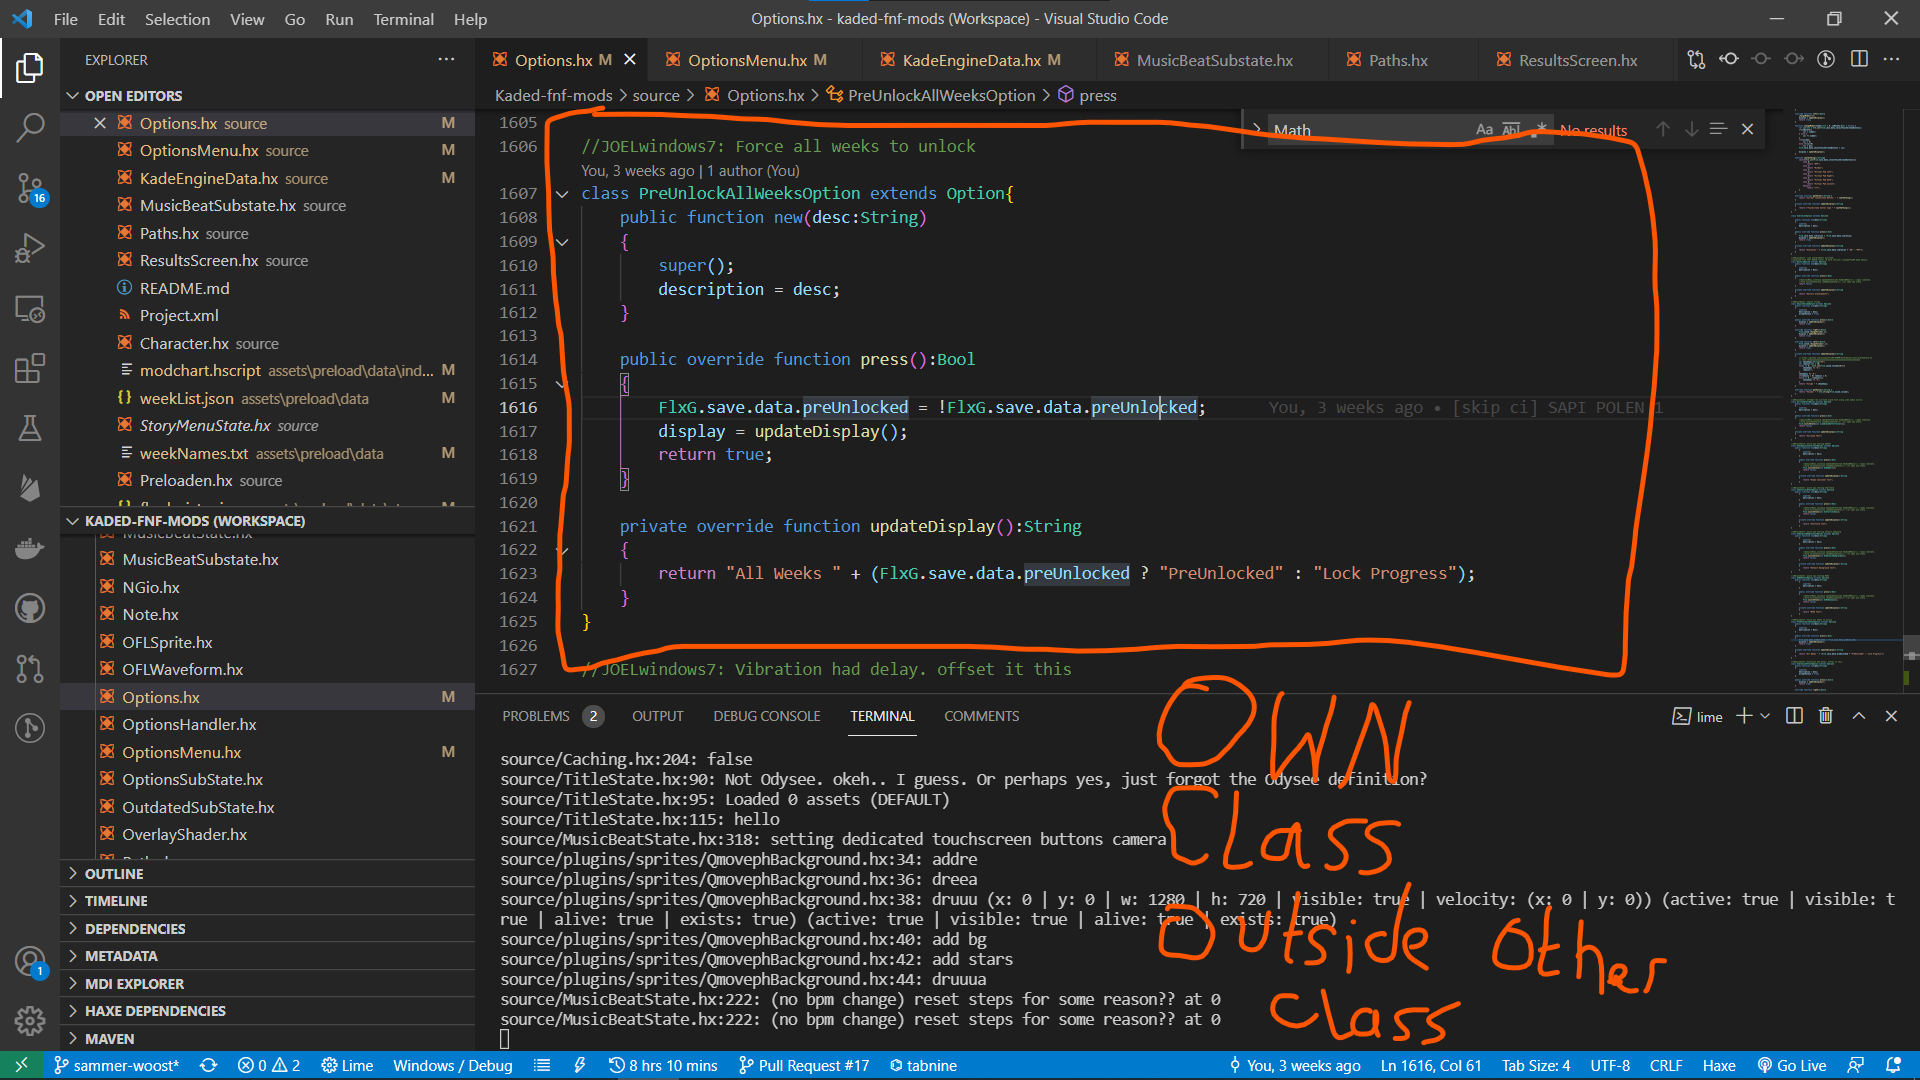 File Edit Selection View Go Run Terminal Help
Options.hx - kaded-fnf-mods (Workspace) - Visual Studio Code
EXPLORER
Options.hx M
OptionsMenu.hx M
KadeEngineData.hx M
MusicBeatSubstate.hx
Paths.hx
ResultsScreen.hx
OPEN EDITORS
Options.hx source M
OptionsMenu.hx source M
KadeEngineData.hx source M
MusicBeatSubstate.hx source
Paths.hx source
ResultsScreen.hx source
README.md
Project.xml
Character.hx source
modchart.hscript assets\preload\data\ind... M
weekList.json assets\preload\data
StoryMenuState.hx source
weekNames.txt assets\preload\data M
Preloaden.hx source
KADED-FNF-MODS (WORKSPACE)
MusicBeatState.hx
MusicBeatSubstate.hx
NGio.hx
Note.hx
OFLSprite.hx
OFLWaveform.hx
Options.hx M
OptionsHandler.hx
OptionsMenu.hx M
OptionsSubState.hx
OutdatedSubState.hx
OverlayShader.hx
OUTLINE
TIMELINE
DEPENDENCIES
METADATA
MDI EXPLORER
HAXE DEPENDENCIES
MAVEN
16
1
Kaded-fnf-mods > source > Options.hx > PreUnlockAllWeeksOption > press
Math
Aa Abl .* No results
1605
1606 //JOELwindows7: Force all weeks to unlock
You, 3 weeks ago | 1 author (You)
1607 class PreUnlockAllWeeksOption extends Option{
1608 public function new(desc:String)
1609 {
1610 super();
1611 description = desc;
1612 }
1613
1614 public override function press():Bool
1615 {
1616 FlxG.save.data.preUnlocked = !FlxG.save.data.preUnlocked; You, 3 weeks ago • [skip ci] SAPI POLEN 1
1617 display = updateDisplay();
1618 return true;
1619 }
1620
1621 private override function updateDisplay():String
1622 {
1623 return "All Weeks " + (FlxG.save.data.preUnlocked ? "PreUnlocked" : "Lock Progress");
1624 }
1625 }
1626
1627 //JOELwindows7: Vibration had delay. offset it this
PROBLEMS 2 OUTPUT DEBUG CONSOLE TERMINAL COMMENTS
lime
source/Caching.hx:204: false
source/TitleState.hx:90: Not Odysee. okeh.. I guess. Or perhaps yes, just forgot the Odysee definition?
source/TitleState.hx:95: Loaded 0 assets (DEFAULT)
source/TitleState.hx:115: hello
source/MusicBeatState.hx:318: setting dedicated touchscreen buttons camera
source/plugins/sprites/QmovephBackground.hx:34: addre
source/plugins/sprites/QmovephBackground.hx:36: dreea
source/plugins/sprites/QmovephBackground.hx:38: druuu (x: 0 | y: 0 | w: 1280 | h: 720 | visible: true | velocity: (x: 0 | y: 0)) (active: true | visible: t
rue | alive: true | exists: true) (active: true | visible: true | alive: true | exists: true)
source/plugins/sprites/QmovephBackground.hx:40: add bg
source/plugins/sprites/QmovephBackground.hx:42: add stars
source/plugins/sprites/QmovephBackground.hx:44: druuua
source/MusicBeatState.hx:222: (no bpm change) reset steps for some reason?? at 0
source/MusicBeatState.hx:222: (no bpm change) reset steps for some reason?? at 0
OWN
Class
Outside Other
class
sammer-woost* 0 2 Lime Windows / Debug 8 hrs 10 mins Pull Request #17 tabnine
You, 3 weeks ago Ln 1616, Col 61 Tab Size: 4 UTF-8 CRLF Haxe Go Live